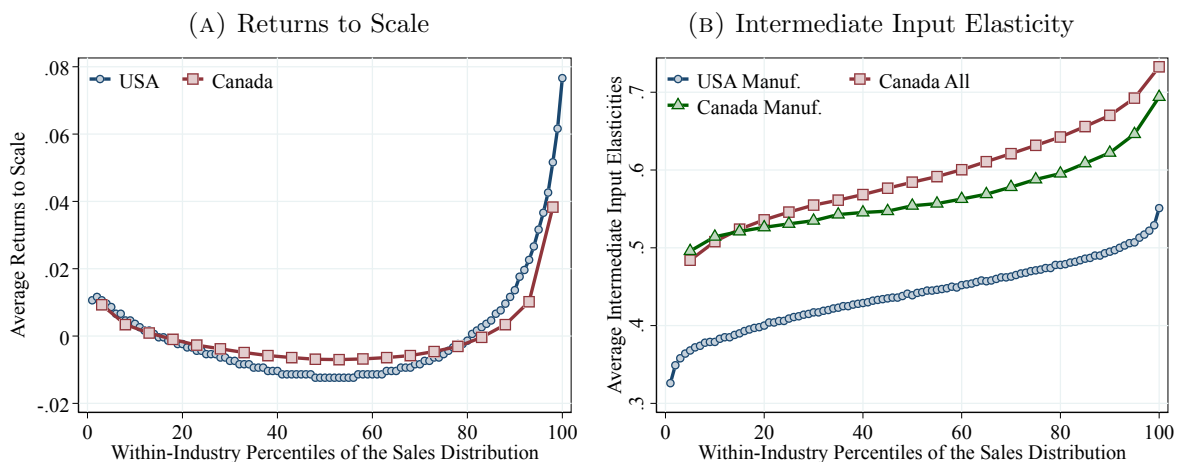 (A) Returns to Scale
USA
Canada
Average Returns to Scale
.08
.06
.04
.02
0
-.02
0 20 40 60 80 100
Within-Industry Percentiles of the Sales Distribution
(B) Intermediate Input Elasticity
USA Manuf.
Canada All
Canada Manuf.
Average Intermediate Input Elasticities
.7
.6
.5
.4
.3
0 20 40 60 80 100
Within-Industry Percentiles of the Sales Distribution